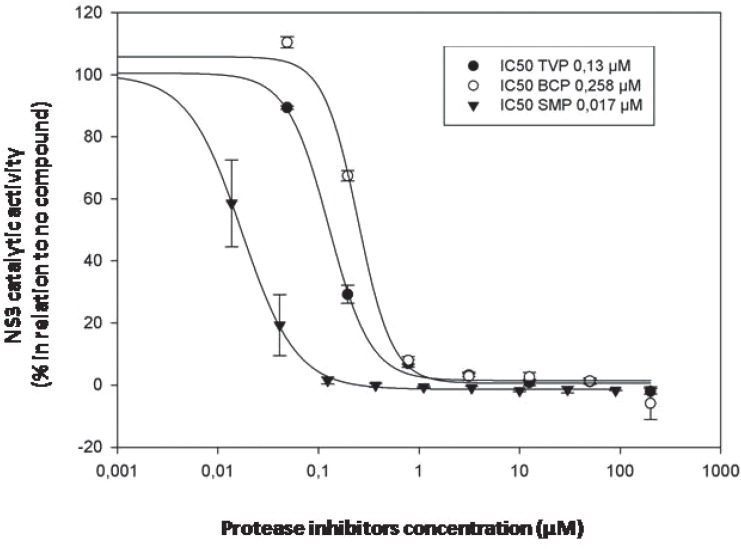 120
100
80
60
40
20
0
-20
NS3 catalytic activity
(% in relation to no compound)
IC50 TVP 0,13 µM
IC50 BCP 0,258 µM
IC50 SMP 0,017 µM
0,001 0,01 0,1 1 10 100 1000
Protease inhibitors concentration (µM)